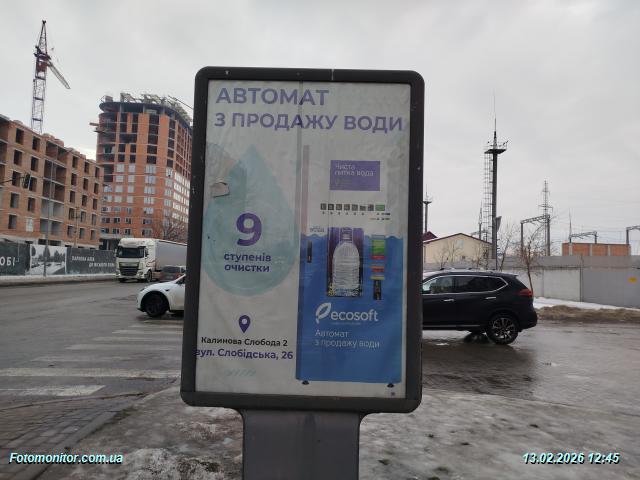 АВТОМАТ
З ПРОДАЖУ ВОДИ
Чиста
питна вода
9
ступенів
очистки
ecosoft
Автомат
з продажу води
Калинова Слобода 2
вул. Слобідська, 26
Fotomonitor.com.ua
13.02.2026 12:45